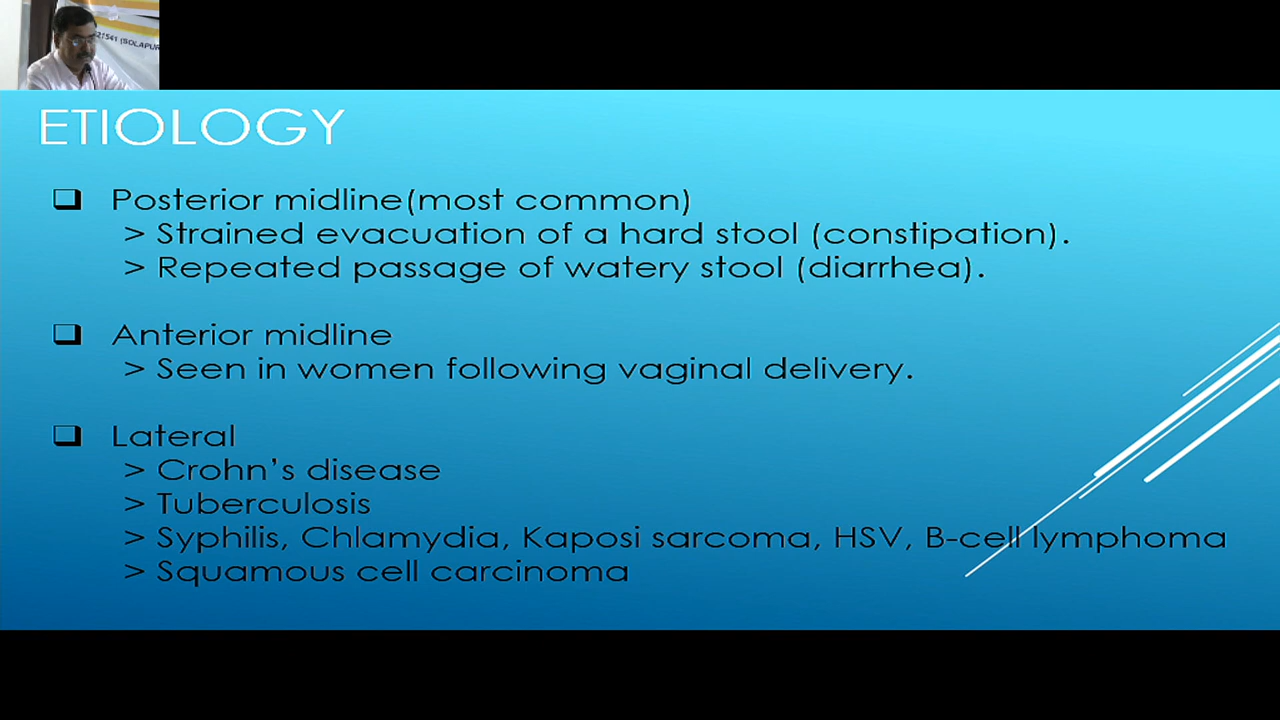 21541 (SOLAPUR
ETIOLOGY
❑ Posterior midline(most common)
> Strained evacuation of a hard stool (constipation).
> Repeated passage of watery stool (diarrhea).
❑ Anterior midline
> Seen in women following vaginal delivery.
❑ Lateral
> Crohn’s disease
> Tuberculosis
> Syphilis, Chlamydia, Kaposi sarcoma, HSV, B-cell lymphoma
> Squamous cell carcinoma